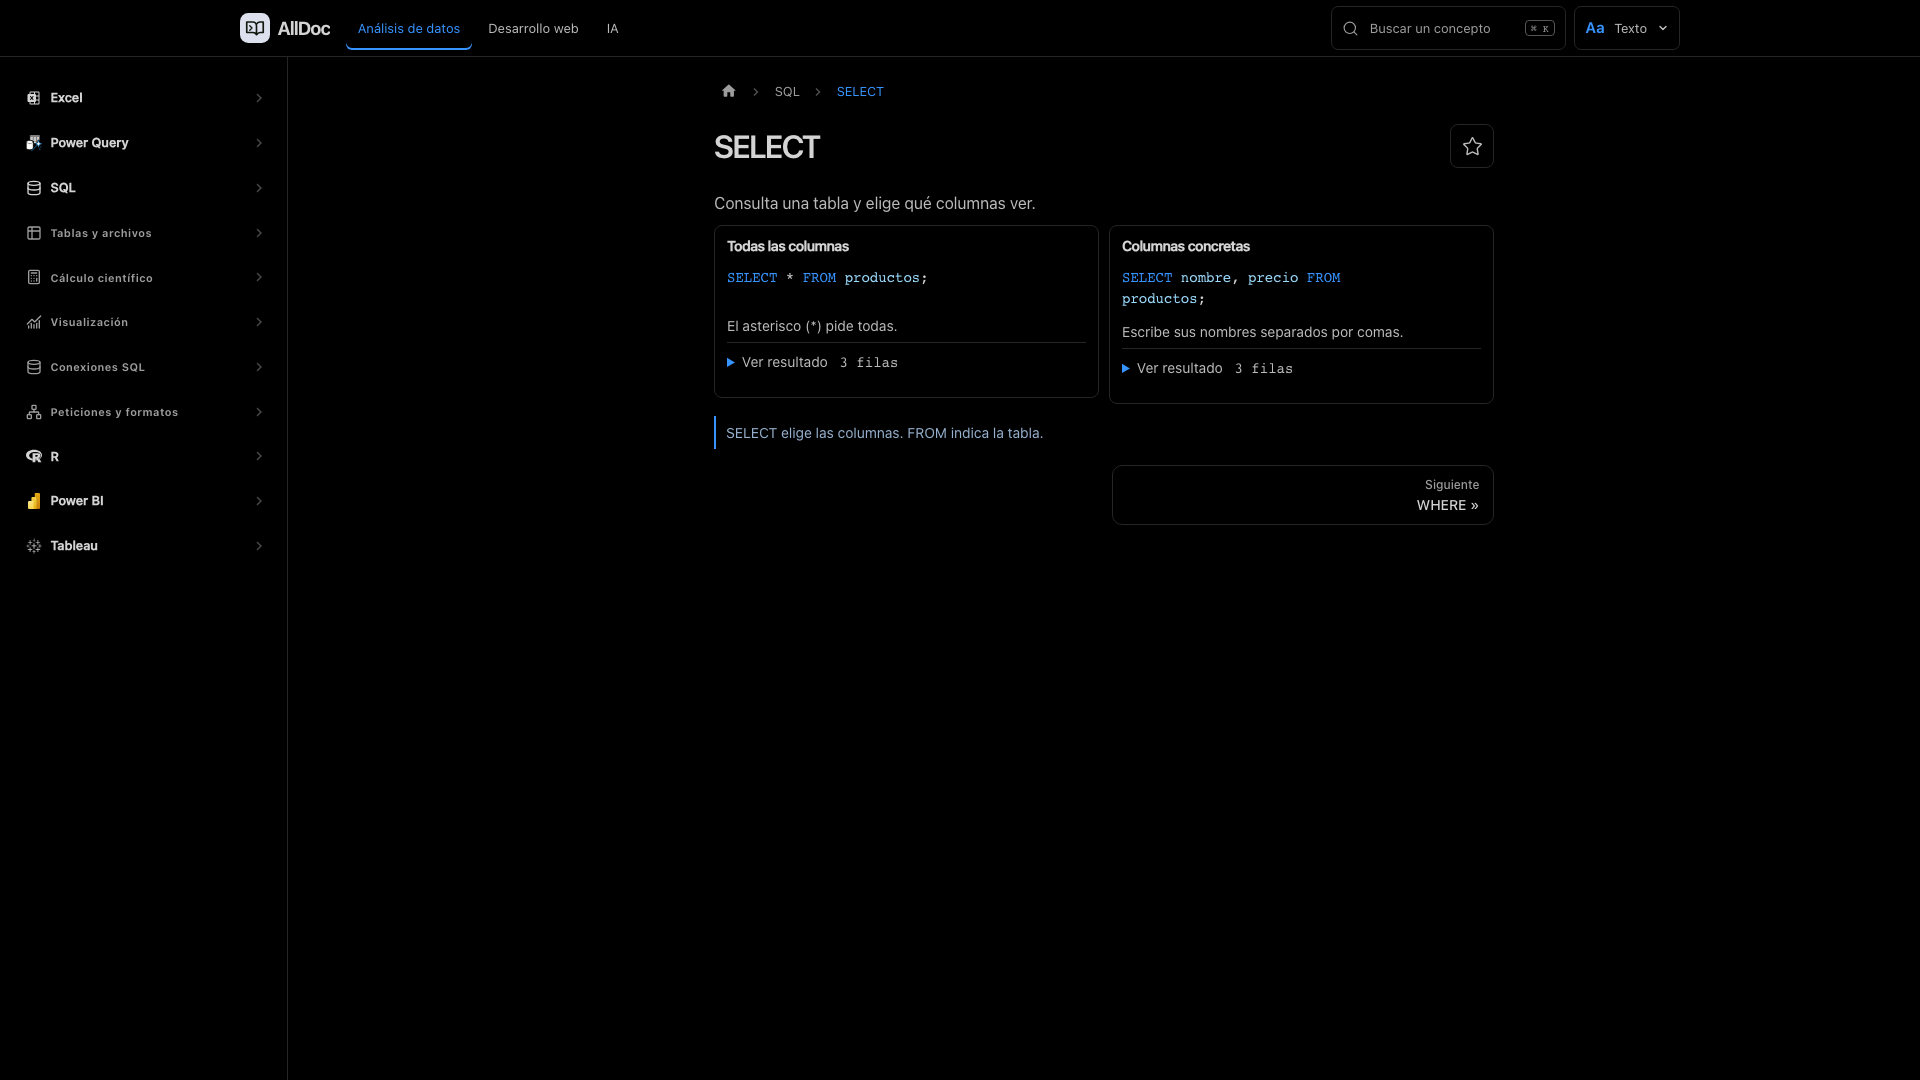 AllDoc
Análisis de datos
Desarrollo web
IA
Buscar un concepto
⌘ K
Aa Texto
Excel
Power Query
SQL
Tablas y archivos
Cálculo científico
Visualización
Conexiones SQL
Peticiones y formatos
R
Power BI
Tableau
SQL
SELECT
SELECT
Consulta una tabla y elige qué columnas ver.
Todas las columnas
SELECT * FROM productos;
El asterisco (*) pide todas.
Ver resultado 3 filas
Columnas concretas
SELECT nombre, precio FROM
productos;
Escribe sus nombres separados por comas.
Ver resultado 3 filas
SELECT elige las columnas. FROM indica la tabla.
Siguiente
WHERE »